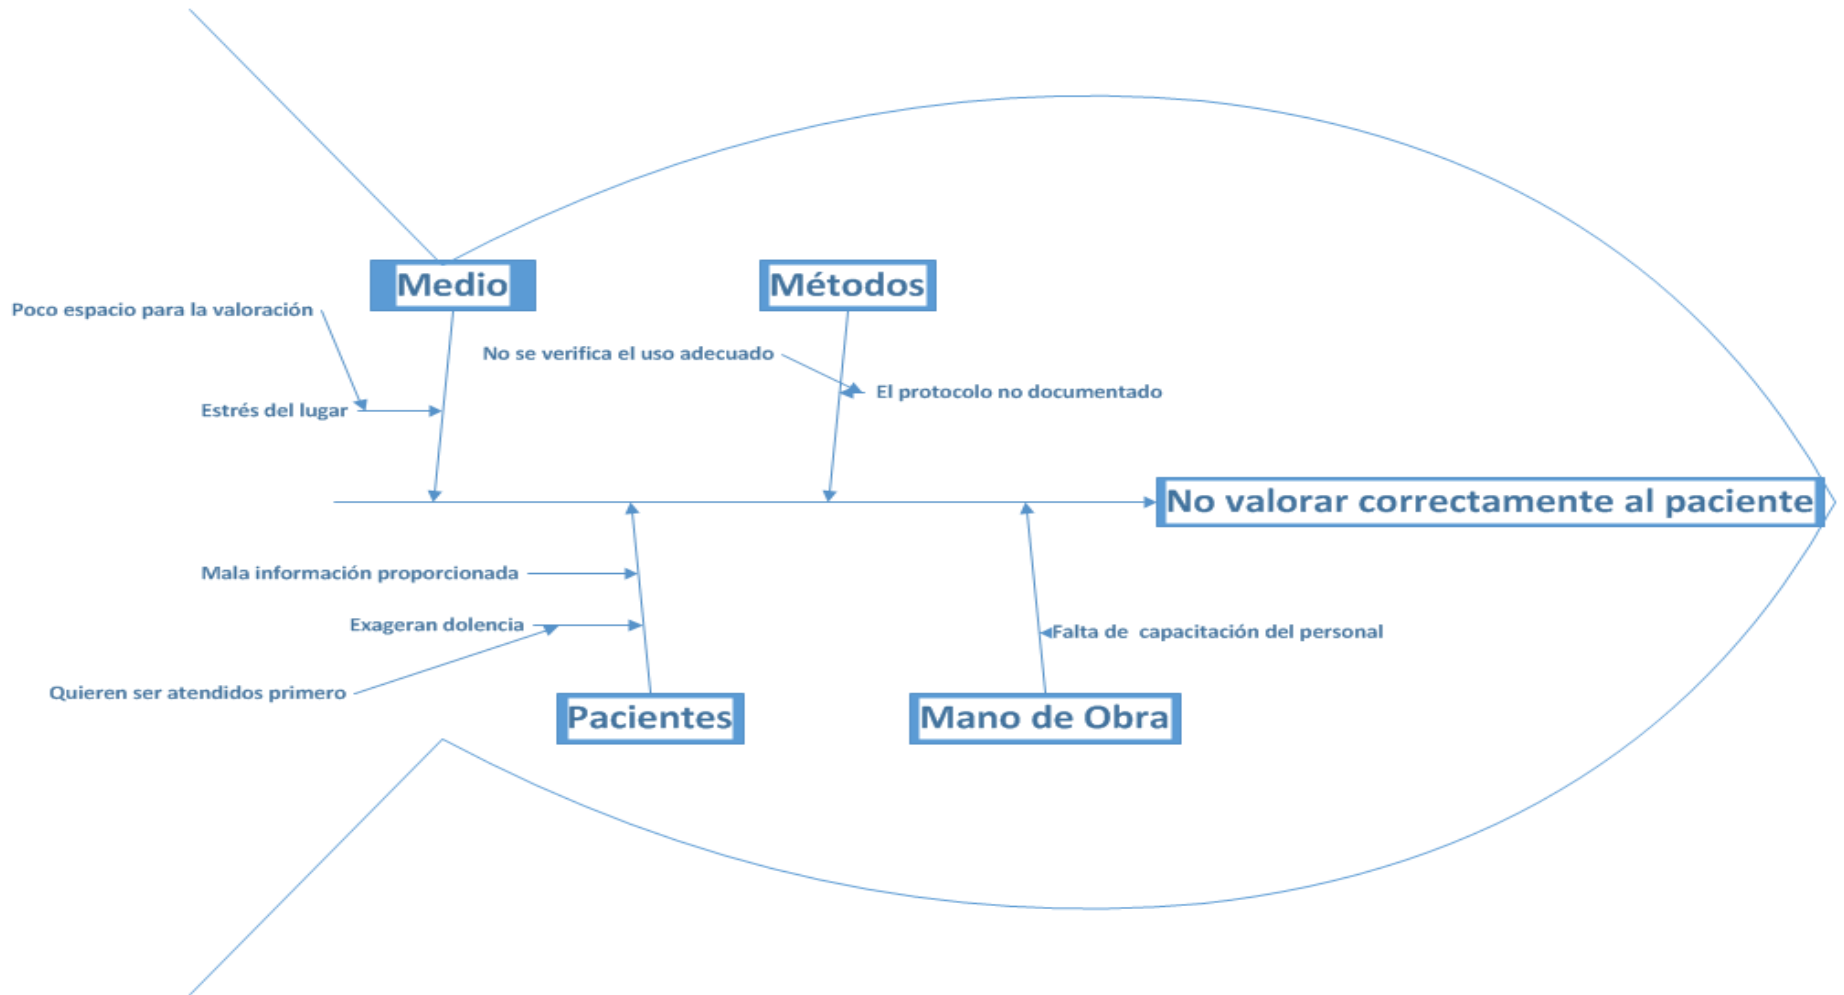 Medio
Métodos
Poco espacio para la valoración
No se verifica el uso adecuado
El protocolo no documentado
Estrés del lugar
No valorar correctamente al paciente
Mala información proporcionada
Exageran dolencia
Falta de  capacitación del personal
Quieren ser atendidos primero
Pacientes
Mano de Obra